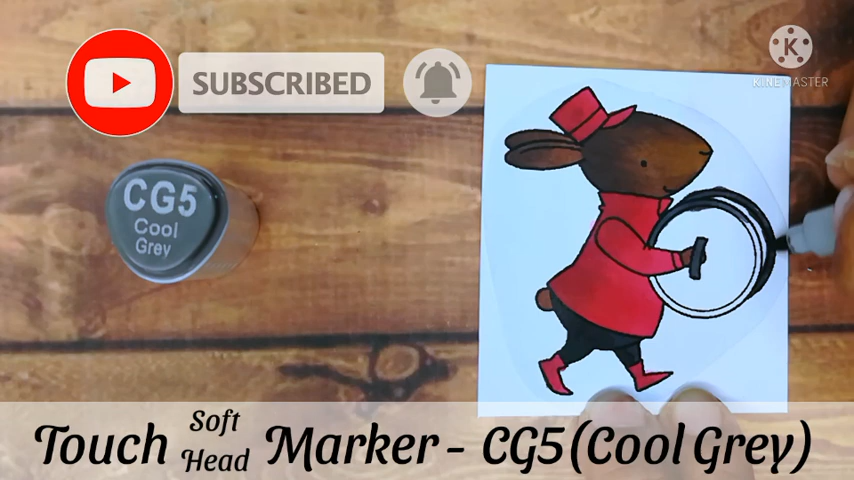 SUBSCRIBED
KINEMASTER
CG5
Cool
Grey
Touch Soft Head Marker - CG5 (Cool Grey)